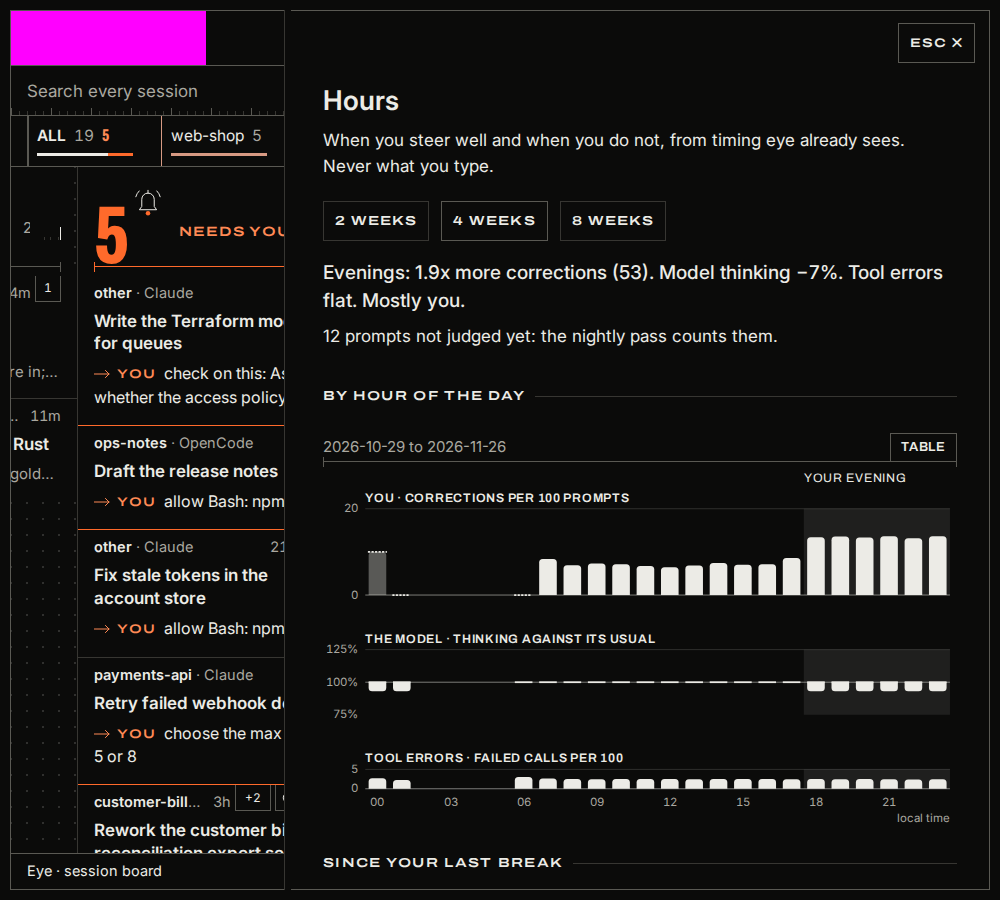 Search every session
ALL 19 5
web-shop 5
2
4m 1
re in;...
11m
Rust
gold...
5
NEEDS YOU
other · Claude
Write the Terraform
for queues
→ YOU check on this:
whether the access policy
ops-notes · OpenCode
Draft the release notes
→ YOU allow Bash: npm
other · Claude 21
Fix stale tokens in the
account store
→ YOU allow Bash: npm
payments-api · Claude
Retry failed webhook
→ YOU choose the max
5 or 8
customer-bill... 3h +2
Rework the customer
reconciliation export
Eye · session board
ESC ✕
Hours
When you steer well and when you do not, from timing eye already sees.
Never what you type.
2 WEEKS
4 WEEKS
8 WEEKS
Evenings: 1.9x more corrections (53). Model thinking −7%. Tool errors
flat. Mostly you.
12 prompts not judged yet: the nightly pass counts them.
BY HOUR OF THE DAY
2026-10-29 to 2026-11-26
TABLE
YOUR EVENING
YOU · CORRECTIONS PER 100 PROMPTS
20
0
THE MODEL · THINKING AGAINST ITS USUAL
125%
100%
75%
TOOL ERRORS · FAILED CALLS PER 100
5
0
00 03 06 09 12 15 18 21
local time
SINCE YOUR LAST BREAK